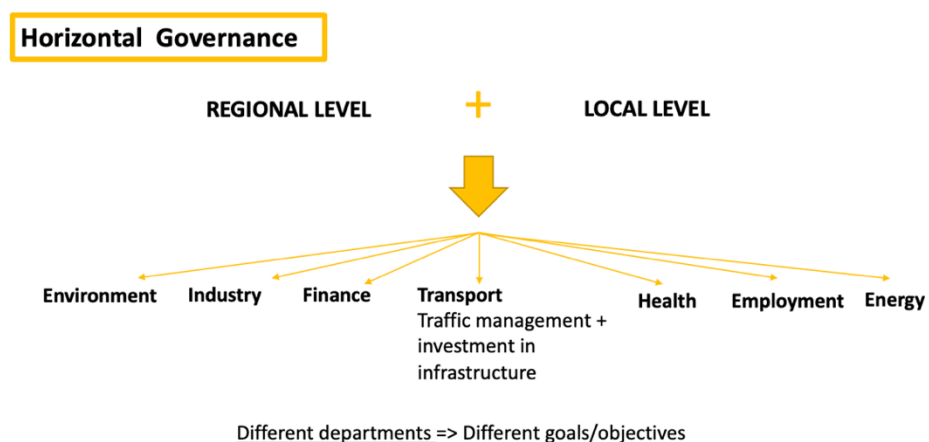 Horizontal Governance
REGIONAL LEVEL + LOCAL LEVEL
Environment Industry Finance Transport Health Employment Energy
Traffic management +
investment in
infrastructure
Different departments => Different goals/objectives